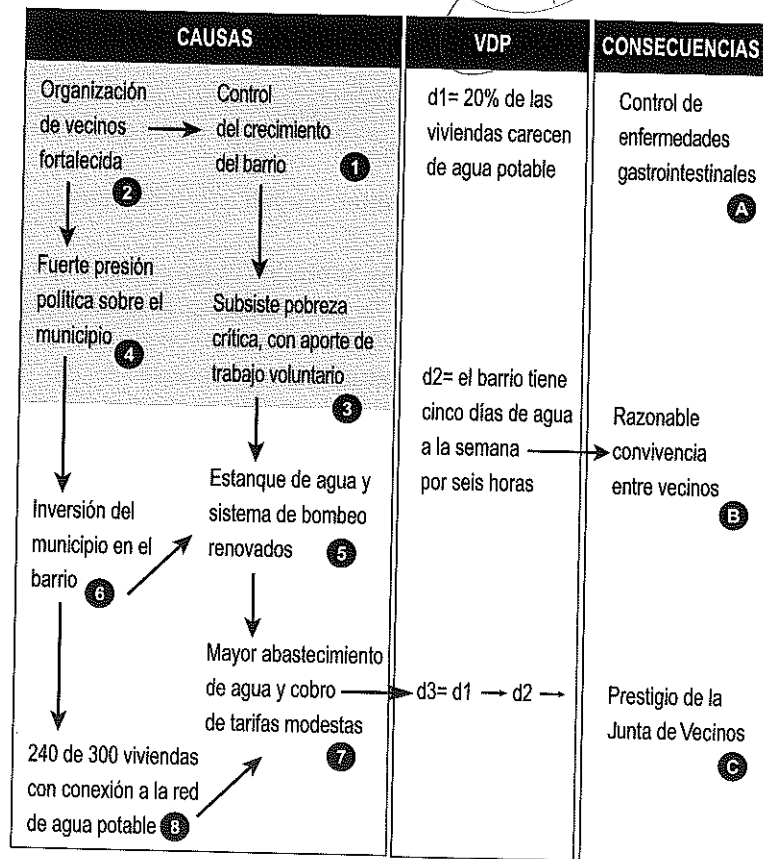 CAUSAS
VDP
CONSECUENCIAS
Organización
de vecinos
fortalecida
2
Control
del crecimiento
del barrio
1
Fuerte presión
política sobre el
municipio
4
Subsiste pobreza
crítica, con aporte de
trabajo voluntario
3
Inversión del
municipio en el
barrio
6
Estanque de agua y
sistema de bombeo
renovados
5
Mayor abastecimiento
de agua y cobro
de tarifas modestas
7
240 de 300 viviendas
con conexión a la red
de agua potable
8
d1= 20% de las
viviendas carecen
de agua potable
d2= el barrio tiene
cinco días de agua
a la semana
por seis horas
d3= d1 → d2 →
Control de
enfermedades
gastrointestinales
A
Razonable
convivencia
entre vecinos
B
Prestigio de la
Junta de Vecinos
C